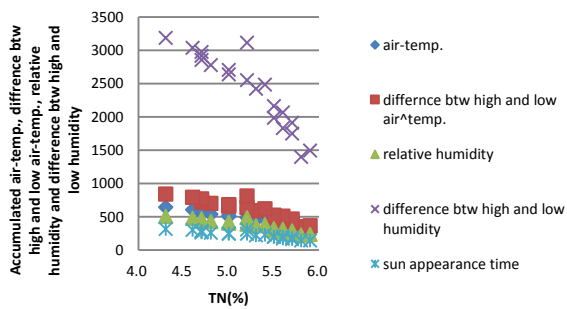 Accumulated air-temp., diffrence btw
high and low air-temp., relative
humidity and difference btw high and
low humidity
3500
3000
2500
2000
1500
1000
500
0
4.0 4.5 5.0 5.5 6.0
TN(%)
air-temp.
differnce btw high and low
air^temp.
relative humidity
difference btw high and low
humidity
sun appearance time